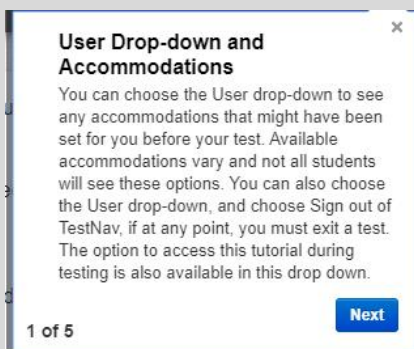 User Drop-down and
Accommodations
You can choose the User drop-down to see
any accommodations that might have been
set for you before your test. Available
accommodations vary and not all students
will see these options. You can also choose
the User drop-down, and choose Sign out of
TestNav, if at any point, you must exit a test.
The option to access this tutorial during
testing is also available in this drop down.
Next
1 of 5